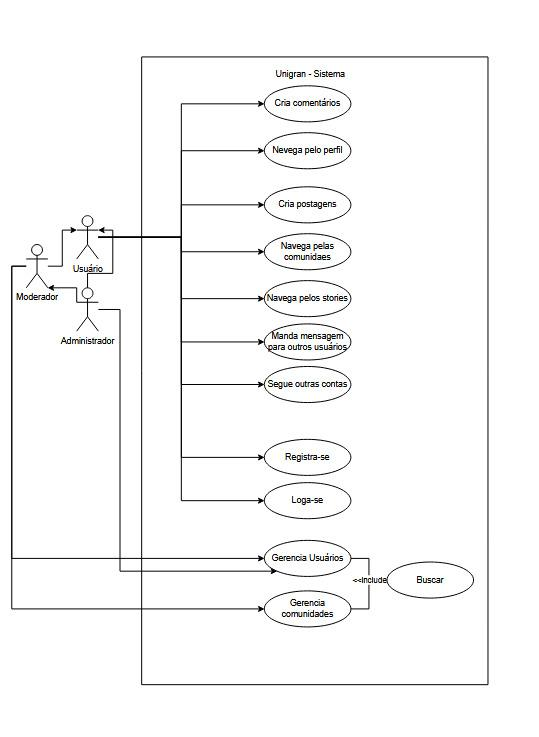 Unigran - Sistema
Cria comentários
Nevega pelo perfil
Cria postagens
Navega pelas
comunidaes
Navega pelos stories
Manda mensagem
para outros usuários
Segue outras contas
Registra-se
Loga-se
Gerencia Usuários
Gerencia
comunidades
<<include
Buscar
Usuário
Moderador
Administrador